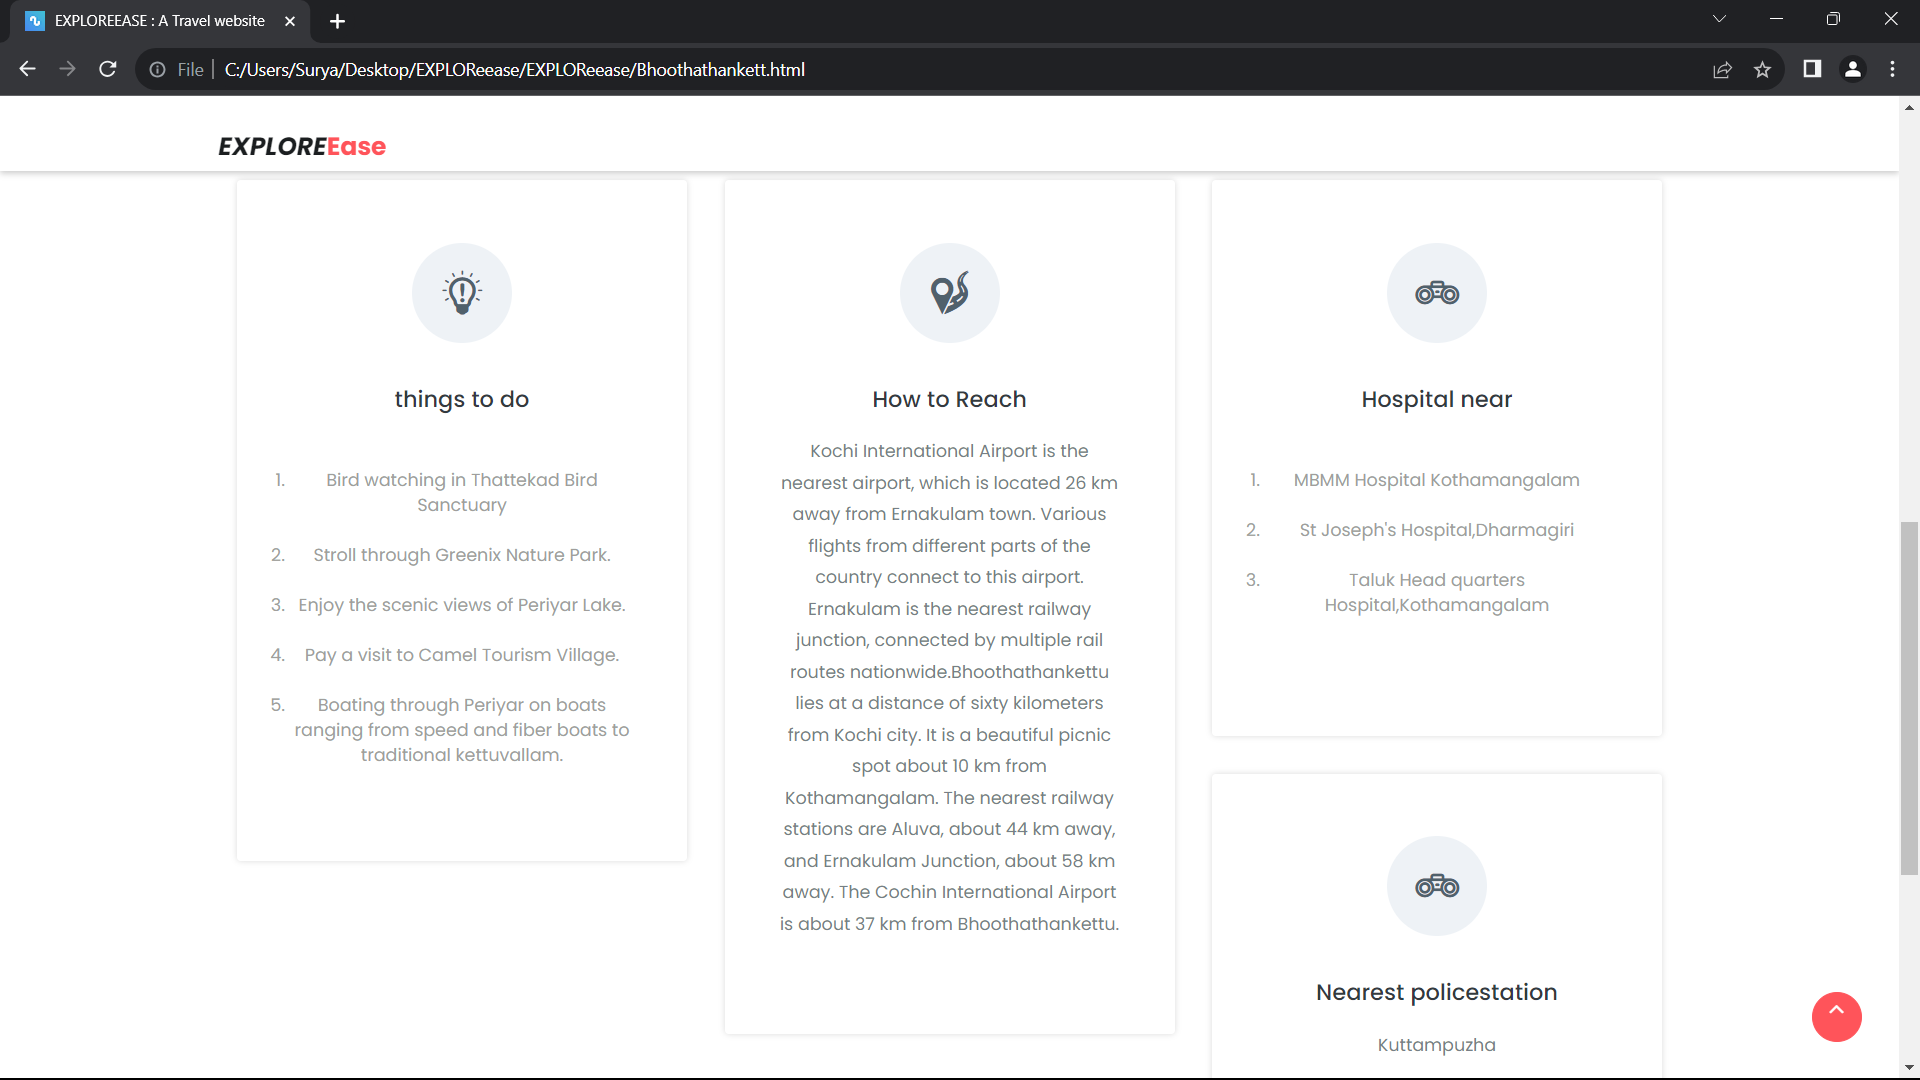 EXPLOREEASE : A Travel website
File
C:/Users/Surya/Desktop/EXPLOReease/EXPLOReease/Bhoothathankett.html
EXPLOREEase
things to do
1. Bird watching in Thattekad Bird
Sanctuary
2. Stroll through Greenix Nature Park.
3. Enjoy the scenic views of Periyar Lake.
4. Pay a visit to Camel Tourism Village.
5. Boating through Periyar on boats
ranging from speed and fiber boats to
traditional kettuvallam.
How to Reach
Kochi International Airport is the
nearest airport, which is located 26 km
away from Ernakulam town. Various
flights from different parts of the
country connect to this airport.
Ernakulam is the nearest railway
junction, connected by multiple rail
routes nationwide.Bhoothathankettu
lies at a distance of sixty kilometers
from Kochi city. It is a beautiful picnic
spot about 10 km from
Kothamangalam. The nearest railway
stations are Aluva, about 44 km away,
and Ernakulam Junction, about 58 km
away. The Cochin International Airport
is about 37 km from Bhoothathankettu.
Hospital near
1. MBMM Hospital Kothamangalam
2. St Joseph's Hospital,Dharmagiri
3. Taluk Head quarters
Hospital,Kothamangalam
Nearest policestation
Kuttampuzha